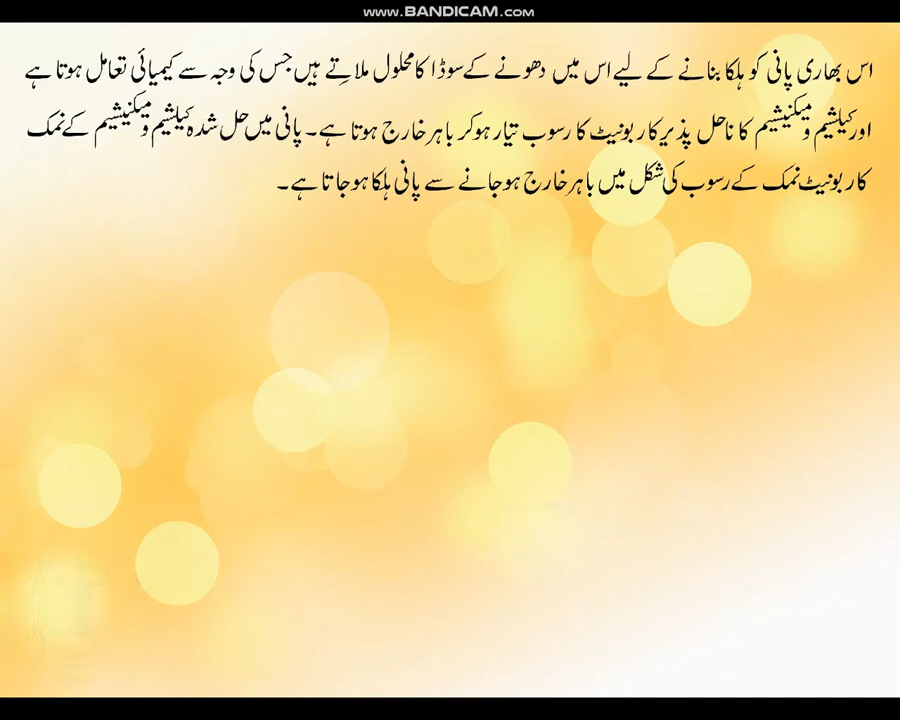 WWW.BANDICAM.COM
اس بھاری پانی کو ہلکا بنانے کے لیے اس میں دھونے کے سوڈا کا محلول ملاتے ہیں جس کی وجہ سے کیمیائی تعامل ہوتا ہے
اور کیلشیم و میگنیشیم کا ناحل پذیر کاربونیٹ کا رسوب تیار ہو کر باہر خارج ہوتا ہے۔ پانی میں حل شدہ کیلشیم و میگنیشیم کے نمک
کاربونیٹ نمک کے رسوب کی شکل میں باہر خارج ہو جانے سے پانی ہلکا ہو جاتا ہے۔